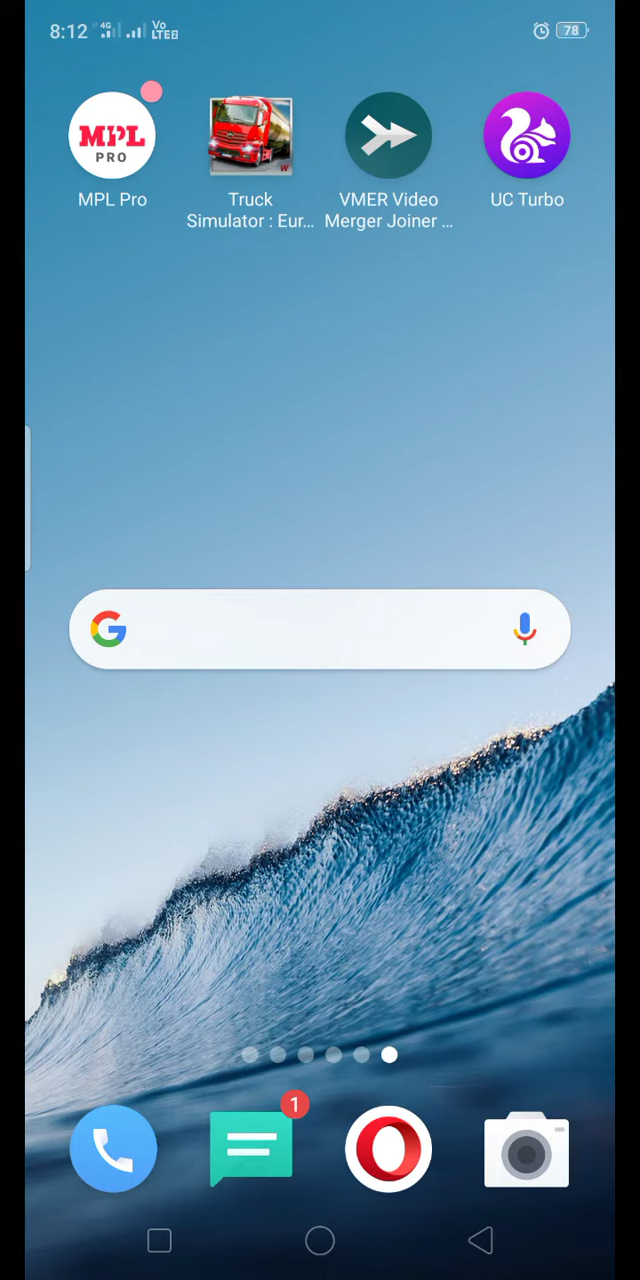 8:12 4G Vo LTE2 78
MPL
PRO
W
MPL Pro
Truck
Simulator : Eur...
VMER Video
Merger Joiner ...
UC Turbo
G
1